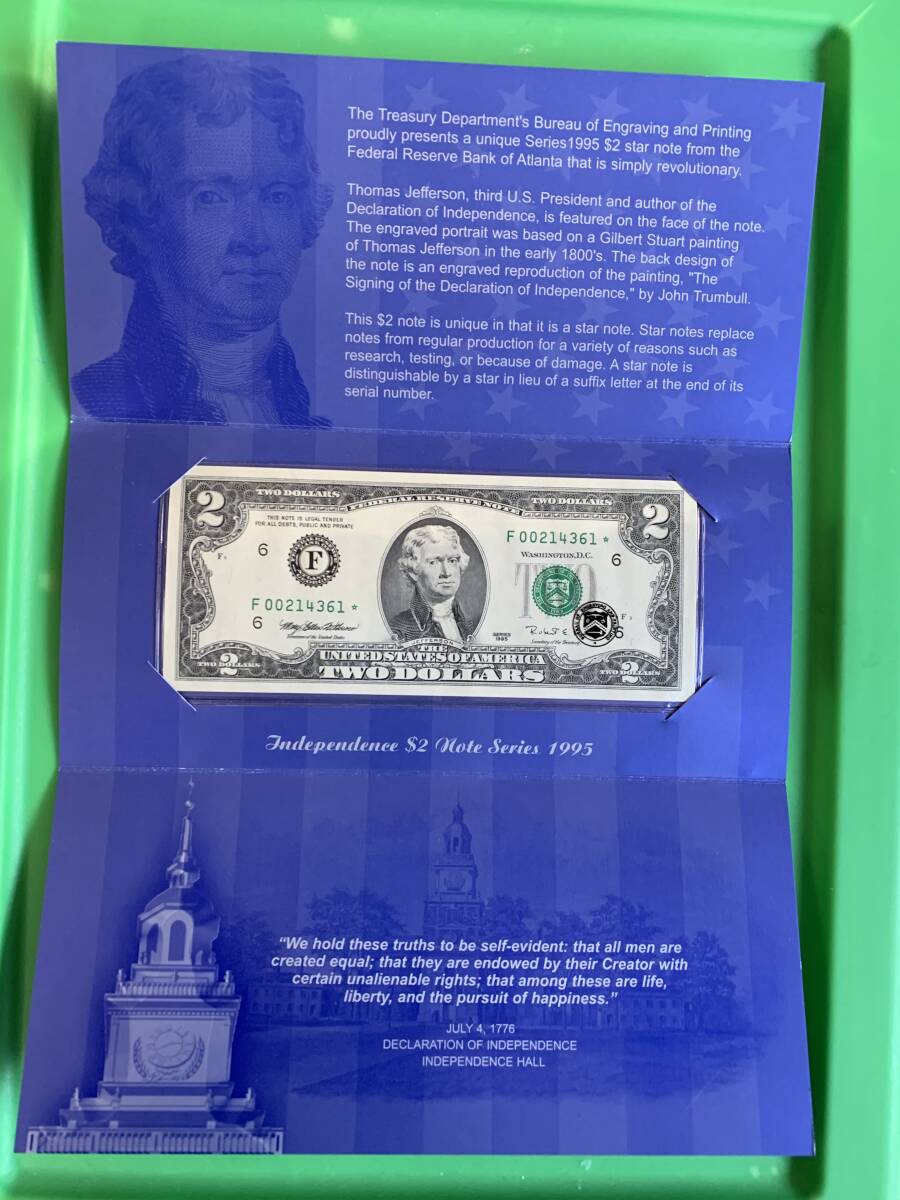 The Treasury Department's Bureau of Engraving and Printing
proudly presents a unique Series1995 $2 star note from the
Federal Reserve Bank of Atlanta that is simply revolutionary.
Thomas Jefferson, third U.S. President and author of the
Declaration of Independence, is featured on the face of the note.
The engraved portrait was based on a Gilbert Stuart painting
of Thomas Jefferson in the early 1800's. The back design of
the note is an engraved reproduction of the painting, "The
Signing of the Declaration of Independence," by John Trumbull.
This $2 note is unique in that it is a star note. Star notes replace
notes from regular production for a variety of reasons such as
research, testing, or because of damage. A star note is
distinguishable by a star in lieu of a suffix letter at the end of its
serial number.
2 TWO DOLLARS FEDERAL RESERVE NOTE TWO DOLLARS 2
THIS NOTE IS LEGAL TENDER
FOR ALL DEBTS, PUBLIC AND PRIVATE
F 00214361 *
WASHINGTON, D.C.
6 F 6
TWO
F 00214361 *
6 6
SERIES
1995
JEFFERSON
THE
UNITED STATES OF AMERICA
TWO DOLLARS 2 TWO DOLLARS TWO DOLLARS 2
Independence $2 Note Series 1995
“We hold these truths to be self-evident: that all men are
created equal; that they are endowed by their Creator with
certain unalienable rights; that among these are life,
liberty, and the pursuit of happiness.”
JULY 4, 1776
DECLARATION OF INDEPENDENCE
INDEPENDENCE HALL